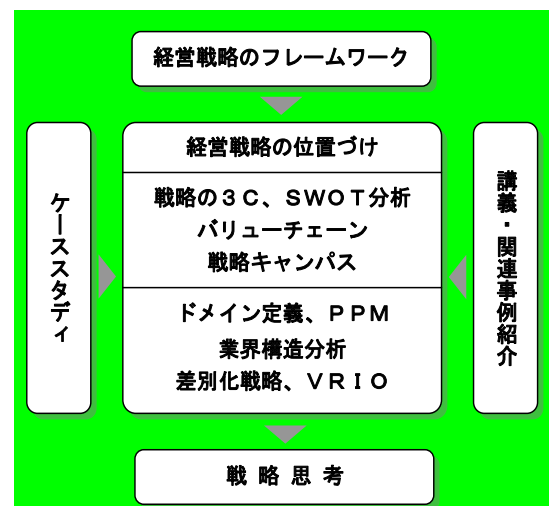 経営戦略のフレームワーク
ケーススタディ
経営戦略の位置づけ
戦略の３Ｃ、ＳＷＯＴ分析
バリューチェーン
戦略キャンパス
ドメイン定義、ＰＰＭ
業界構造分析
差別化戦略、ＶＲＩＯ
講義・関連事例紹介
戦略思考